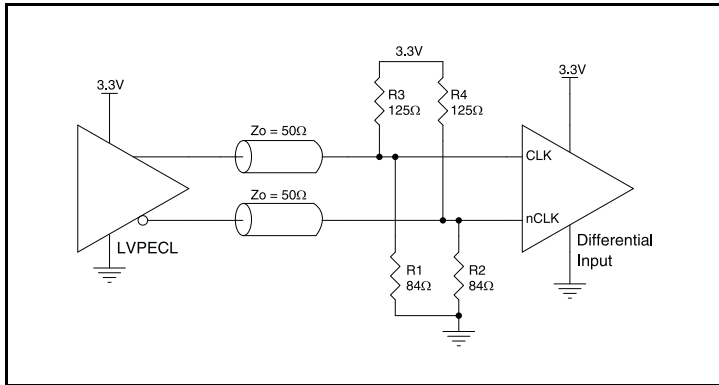 3.3V
3.3V
3.3V
R3
125Ω
R4
125Ω
Zo = 50Ω
CLK
Zo = 50Ω
nCLK
LVPECL
Differential
Input
R1
84Ω
R2
84Ω